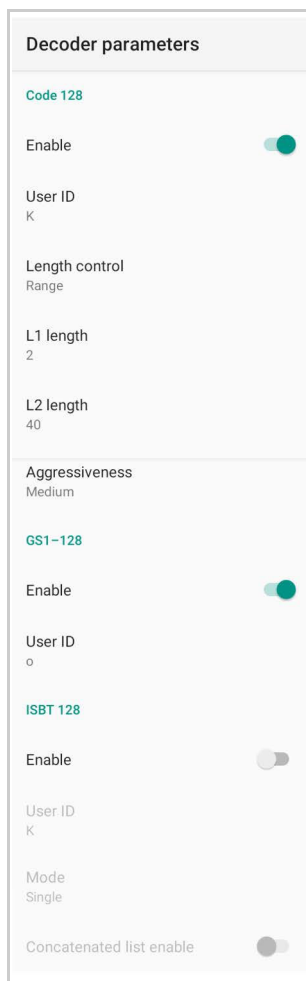 Decoder parameters
Code 128
Enable
User ID
K
Length control
Range
L1 length
2
L2 length
40
Aggressiveness
Medium
GS1-128
Enable
User ID
o
ISBT 128
Enable
User ID
K
Mode
Single
Concatenated list enable